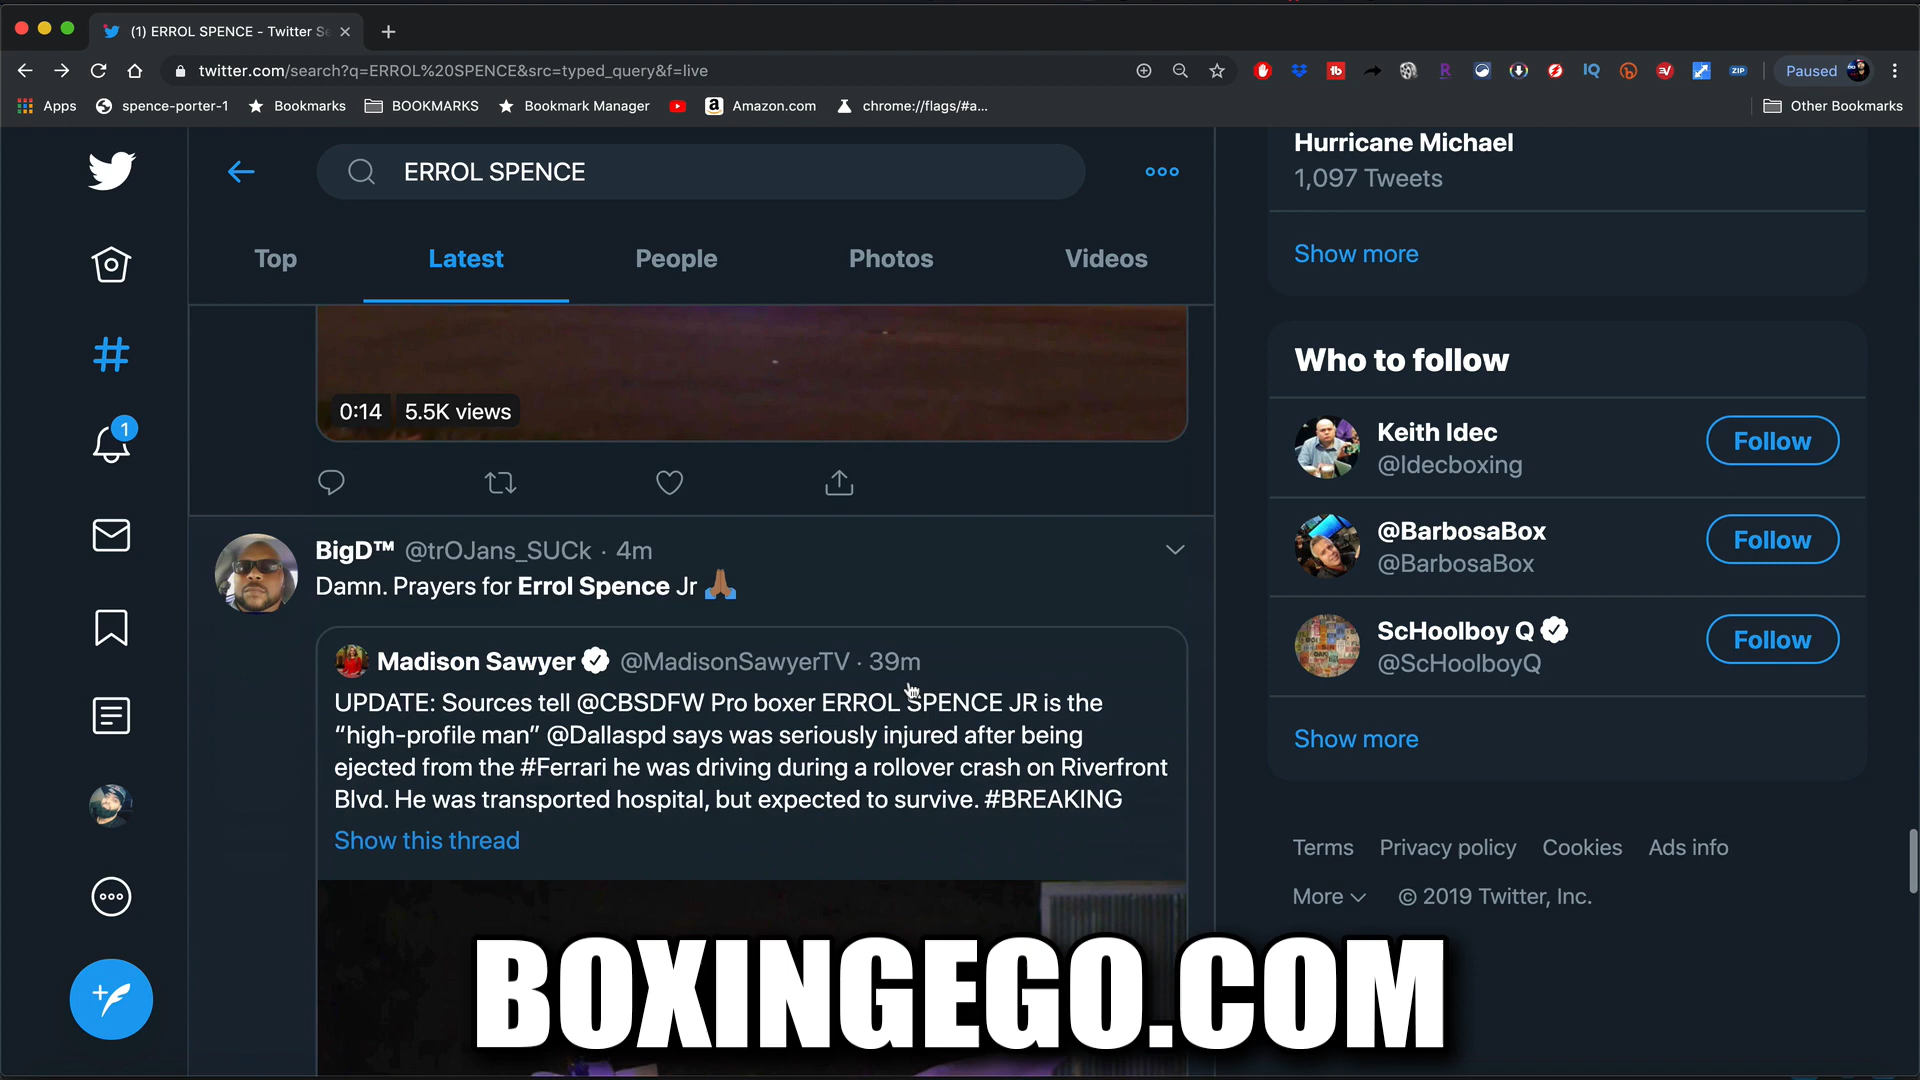 (1) ERROL SPENCE - Twitter Se
twitter.com/search?q=ERROL%20SPENCE&src=typed_query&f=live
Paused
Apps
spence-porter-1
Bookmarks
BOOKMARKS
Bookmark Manager
Amazon.com
chrome://flags/#a...
Other Bookmarks
ERROL SPENCE
Top
Latest
People
Photos
Videos
0:14
5.5K views
1
BigD™ @trOJans_SUCk · 4m
Damn. Prayers for Errol Spence Jr 🙏🏾
Madison Sawyer @MadisonSawyerTV · 39m
UPDATE: Sources tell @CBSDFW Pro boxer ERROL SPENCE JR is the
“high-profile man” @Dallaspd says was seriously injured after being
ejected from the #Ferrari he was driving during a rollover crash on Riverfront
Blvd. He was transported hospital, but expected to survive. #BREAKING
Show this thread
Hurricane Michael
1,097 Tweets
Show more
Who to follow
Keith Idec
@Idecboxing
Follow
@BarbosaBox
@BarbosaBox
Follow
ScHoolboy Q
@ScHoolboyQ
Follow
Show more
Terms
Privacy policy
Cookies
Ads info
More
© 2019 Twitter, Inc.
BOXINGEGO.COM
tb
R
IQ
ZIP